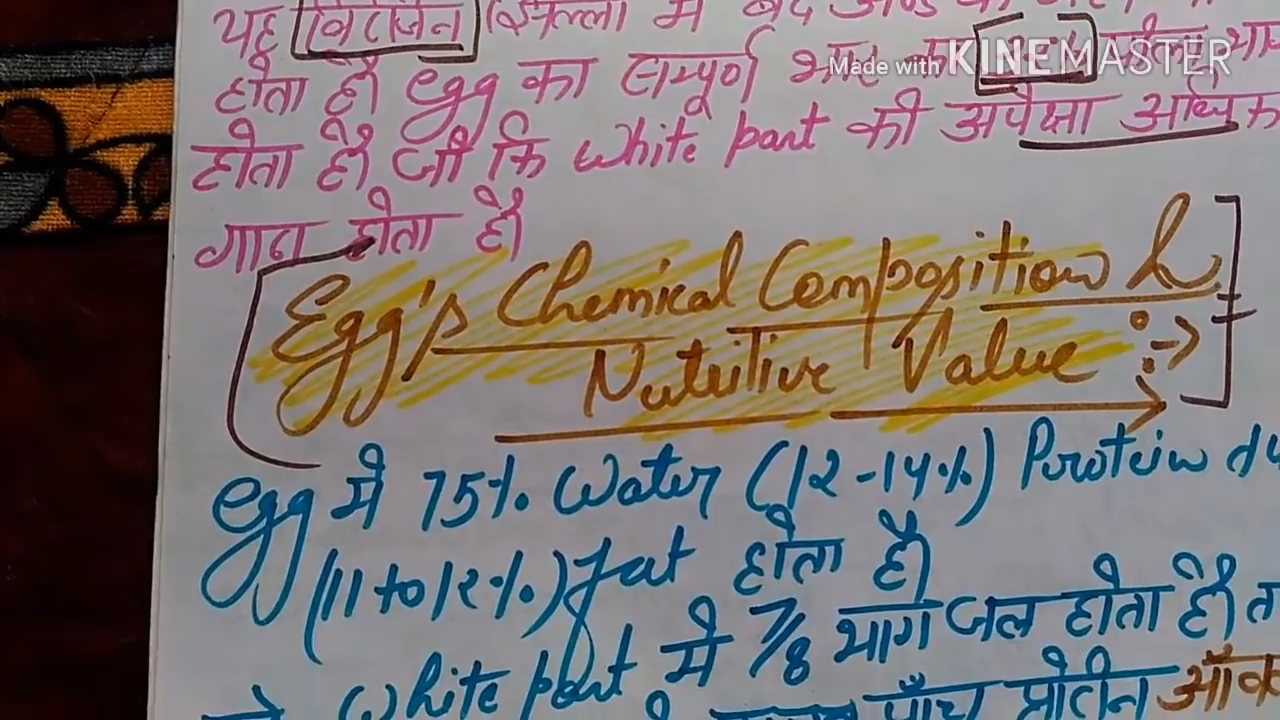 यह विटॉजिन झिल्ली में बंद
Made with KINEMASTER
होता है। egg का सम्पूर्ण भार का
होता है। जो कि white part की अपेक्षा अधिक
गाढ़ा होता है।
Egg's Chemical Composition &
Nutritive Value :->
egg में 75% Water (12-14%) Protein
(11 to 12%) fat होता है।
White part में 7/8 भाग जल होता है।
पाँच प्रोटीन